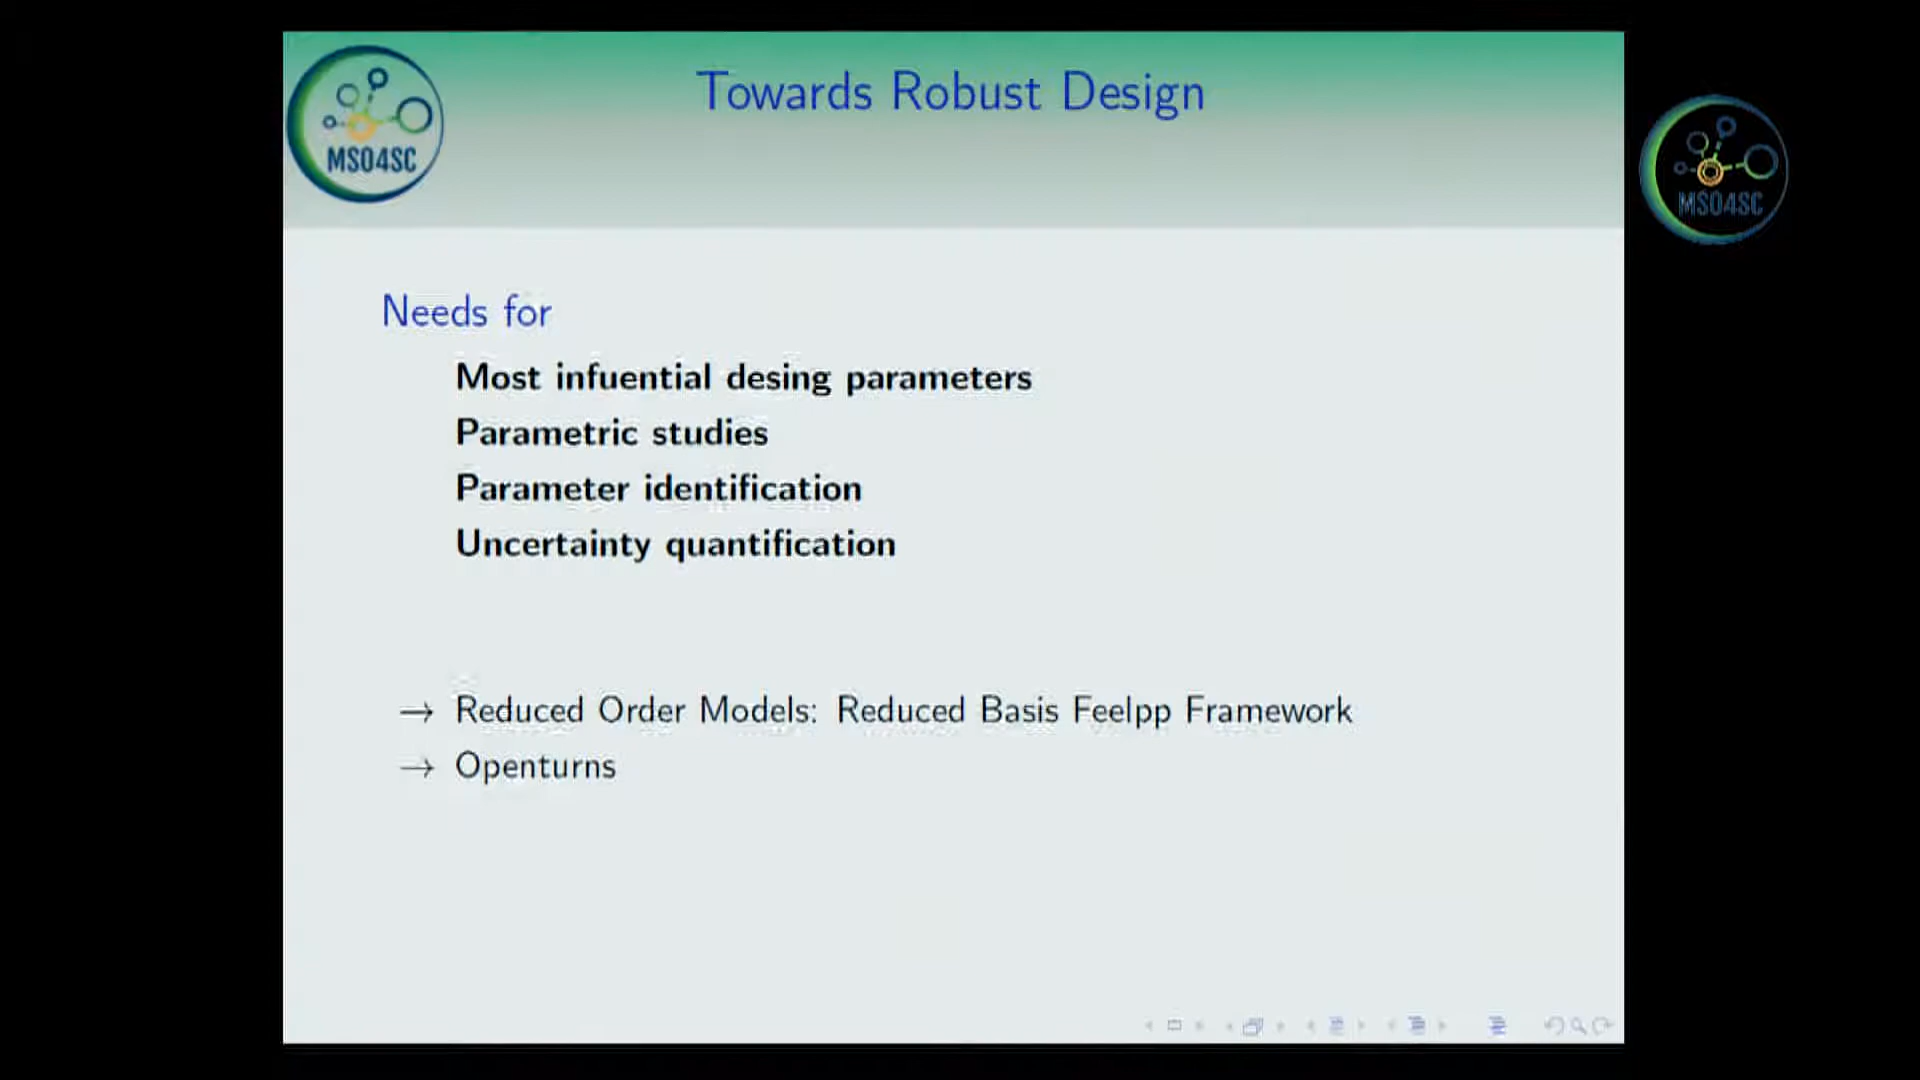 Towards Robust Design
MSO4SC
MSO4SC
Needs for
Most infuential desing parameters
Parametric studies
Parameter identification
Uncertainty quantification
→ Reduced Order Models: Reduced Basis Feelpp Framework
→ Openturns